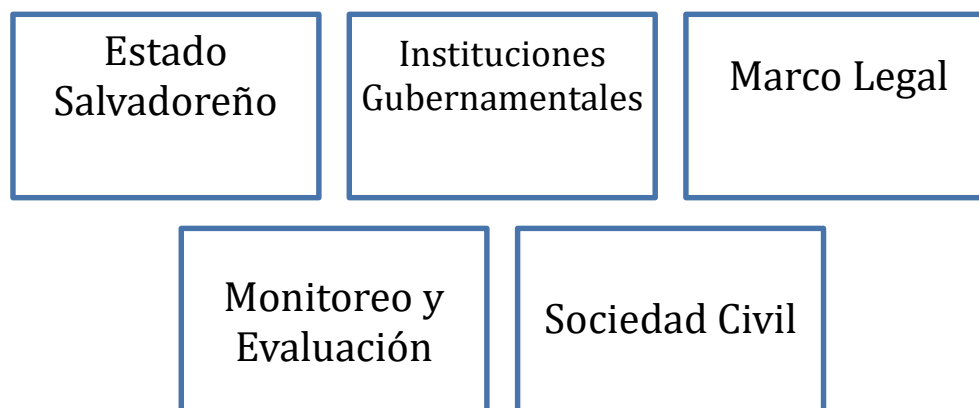 Estado
Salvadoreño
Instituciones
Gubernamentales
Marco Legal
Monitoreo y
Evaluación
Sociedad Civil